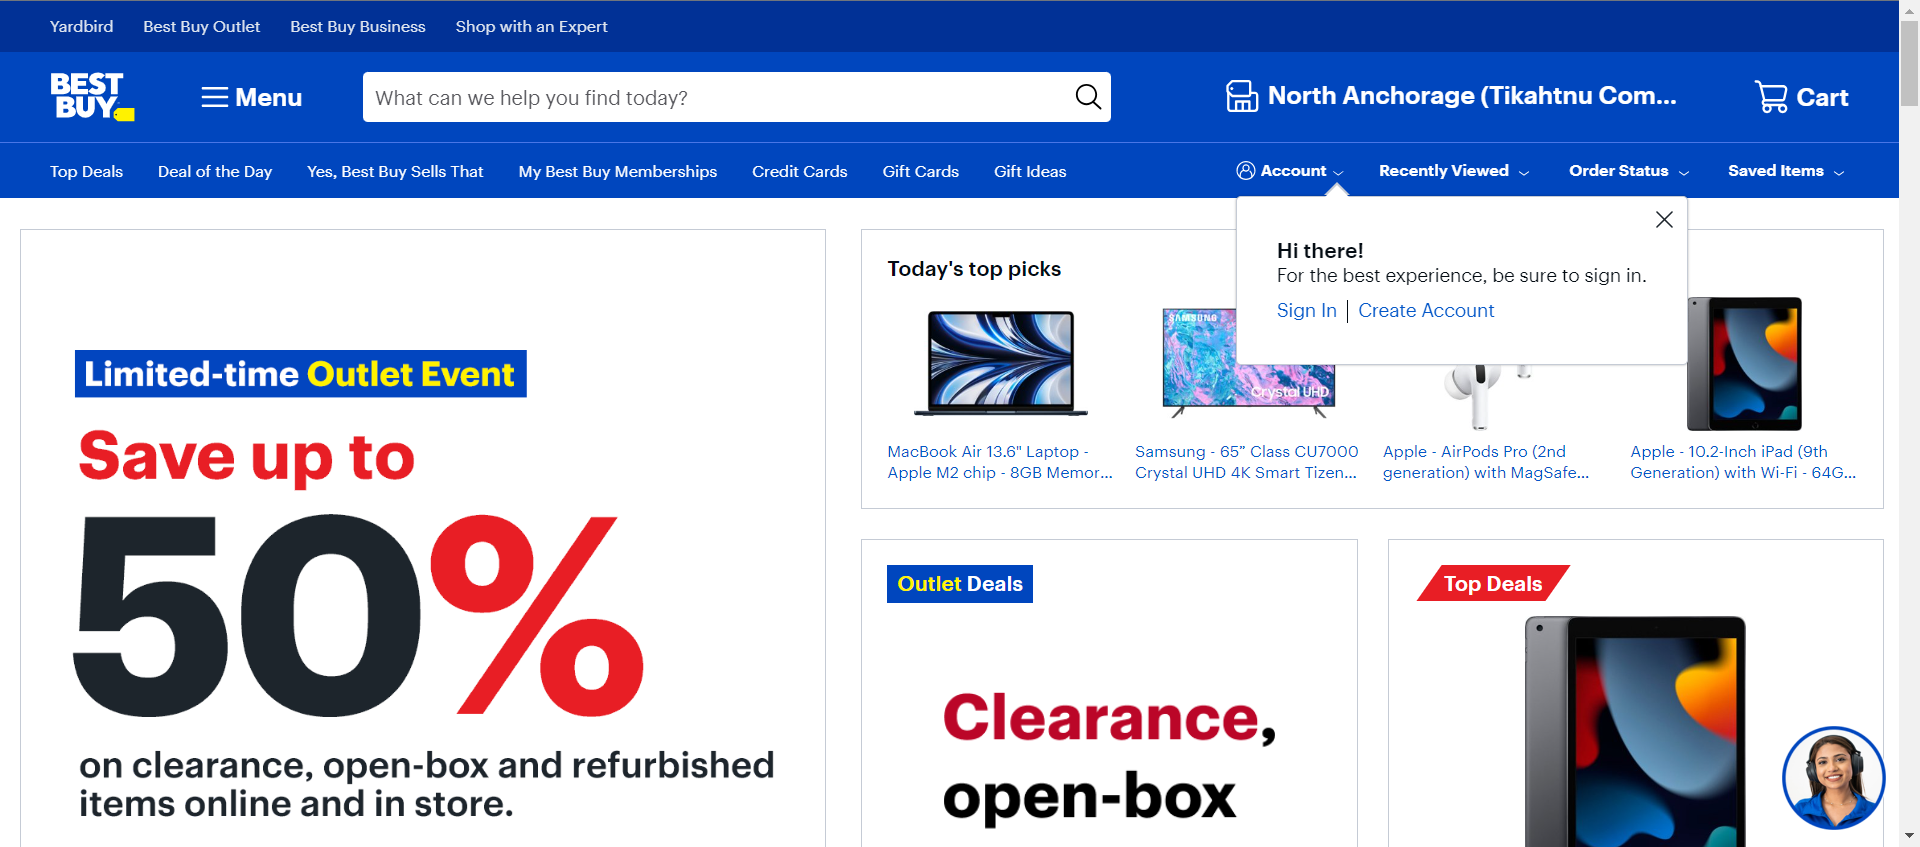 Yardbird
Best Buy Outlet
Best Buy Business
Shop with an Expert
BEST
BUY
Menu
What can we help you find today?
North Anchorage (Tikahtnu Com...
Cart
Top Deals
Deal of the Day
Yes, Best Buy Sells That
My Best Buy Memberships
Credit Cards
Gift Cards
Gift Ideas
Account
Recently Viewed
Order Status
Saved Items
Hi there!
For the best experience, be sure to sign in.
Sign In
Create Account
Limited-time Outlet Event
Save up to
50%
on clearance, open-box and refurbished
items online and in store.
Today's top picks
SAMSUNG
Crystal UHD
MacBook Air 13.6" Laptop -
Apple M2 chip - 8GB Memor...
Samsung - 65” Class CU7000
Crystal UHD 4K Smart Tizen...
Apple - AirPods Pro (2nd
generation) with MagSafe...
Apple - 10.2-Inch iPad (9th
Generation) with Wi-Fi - 64G...
Outlet Deals
Clearance,
open-box
Top Deals